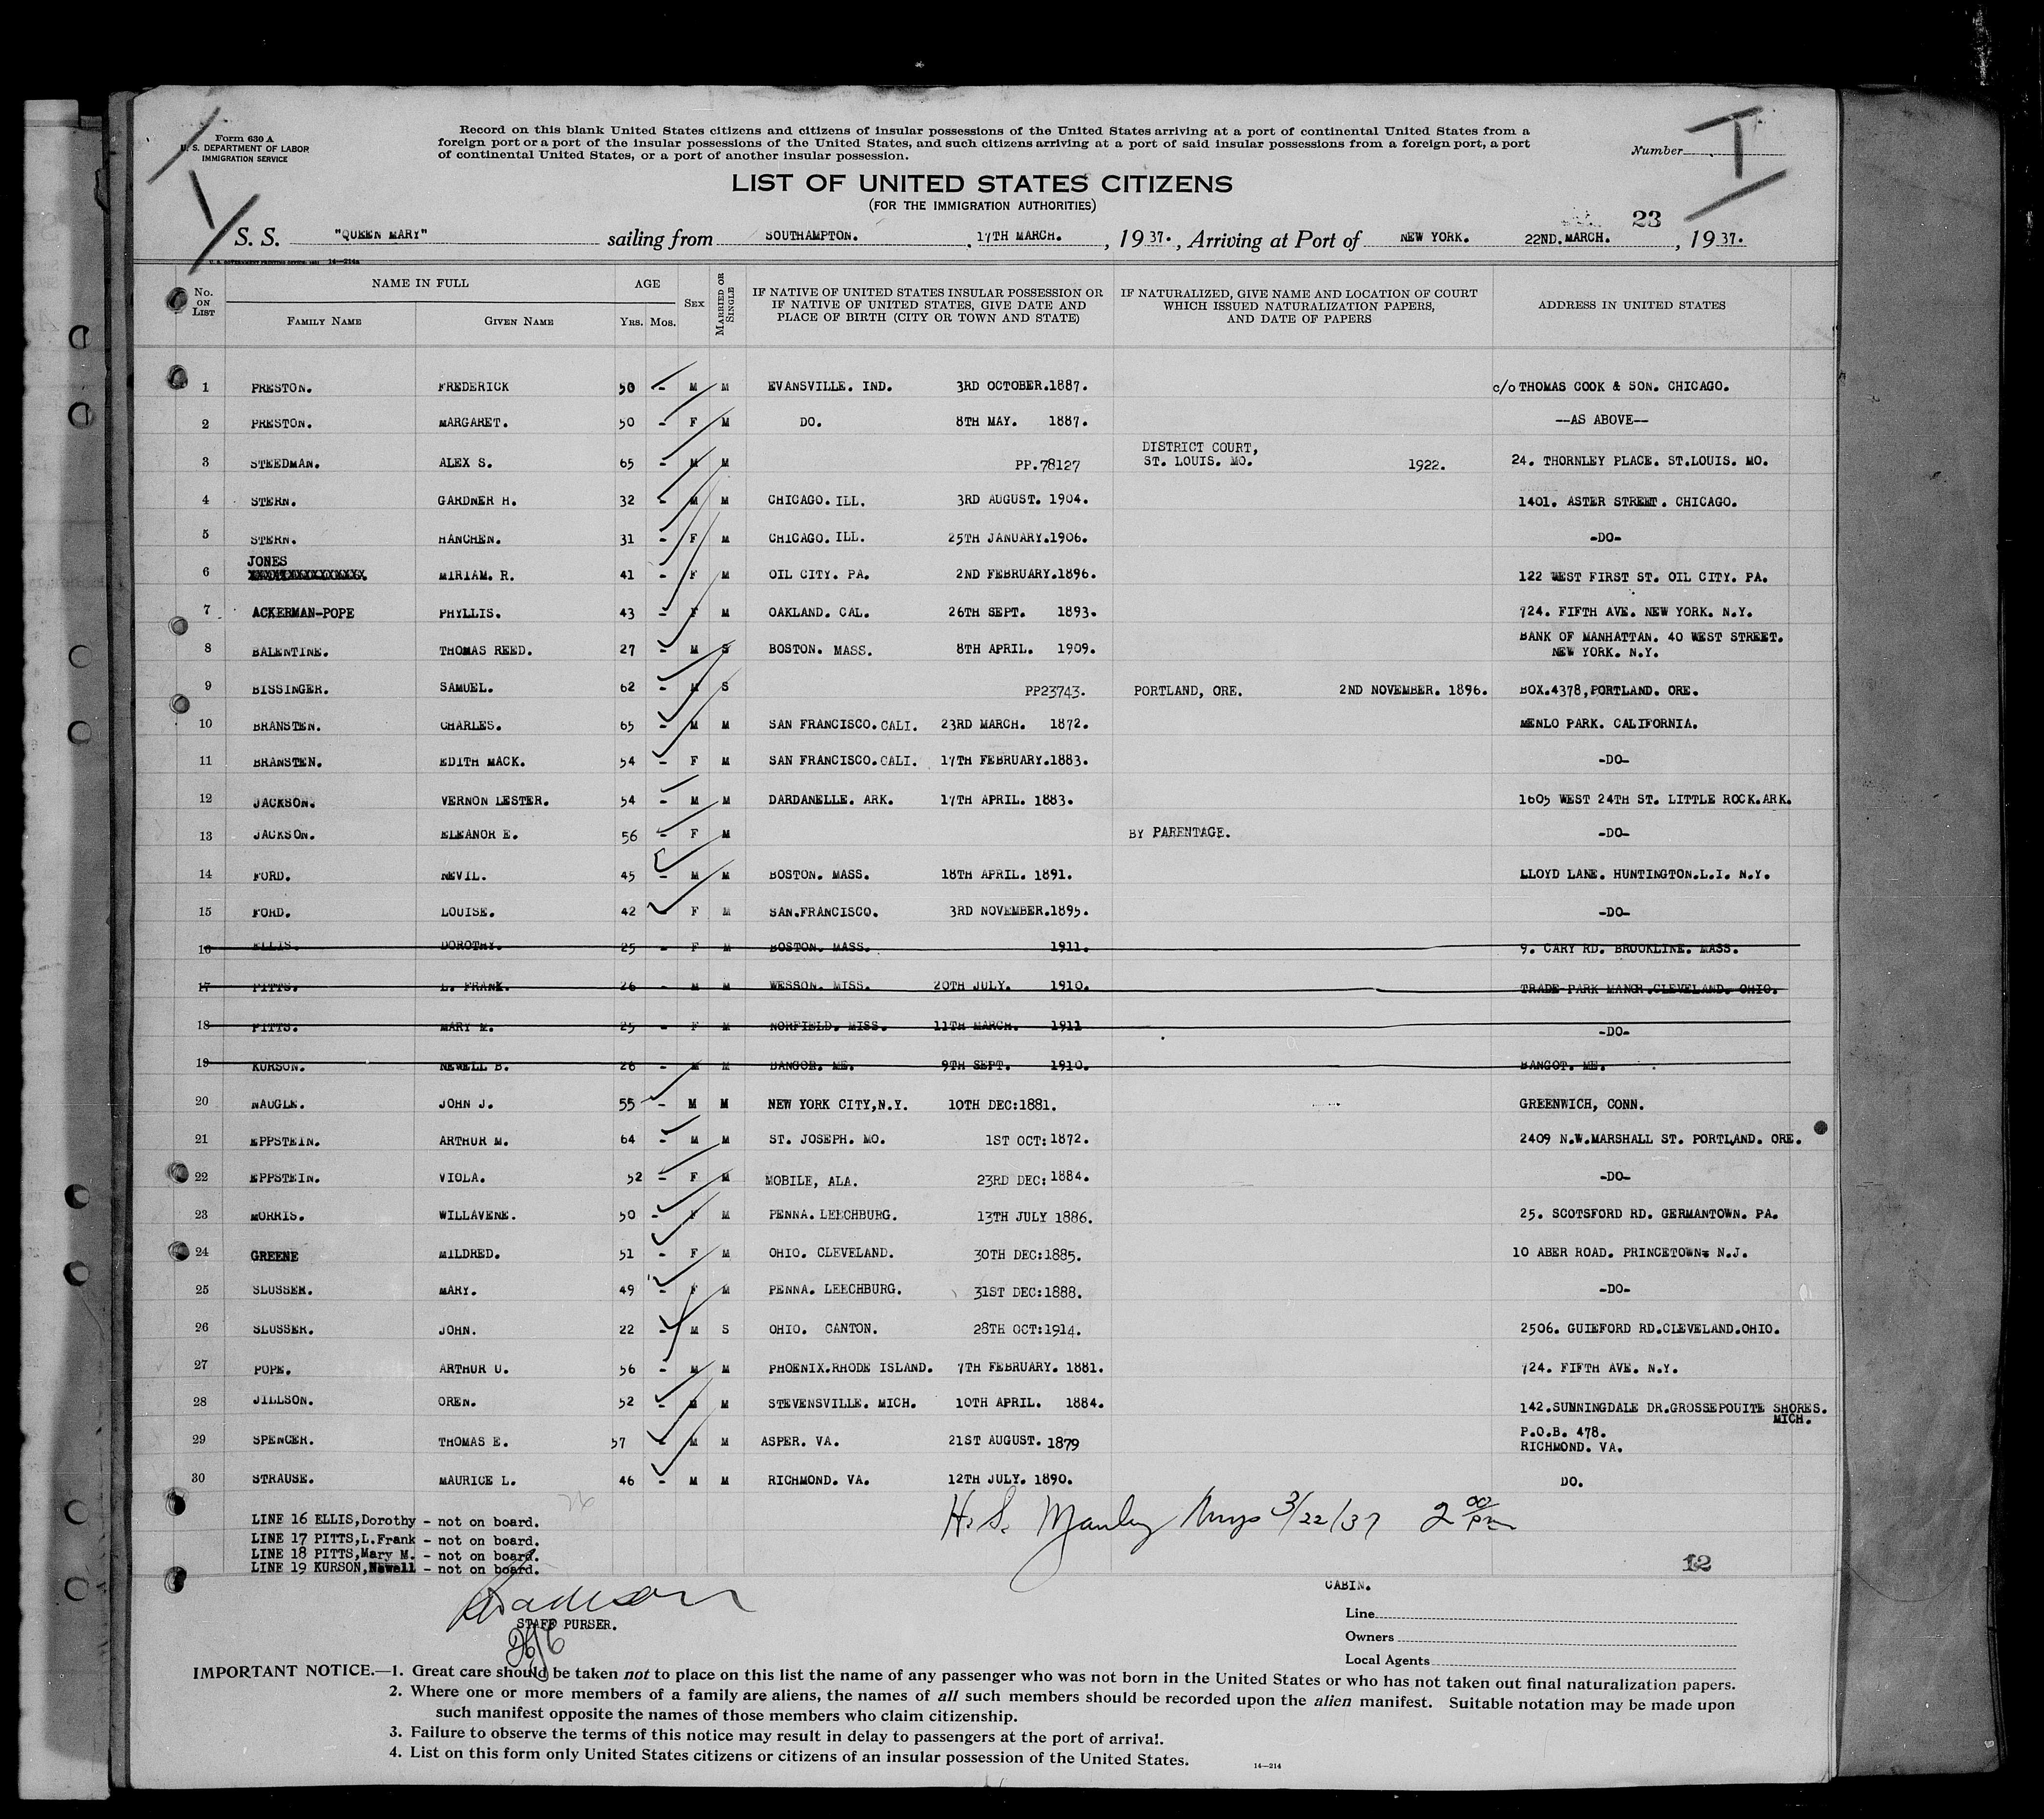 Form 630 A
U. S. DEPARTMENT OF LABOR
IMMIGRATION SERVICE
Record on this blank United States citizens and citizens of insular possessions of the United States arriving at a port of continental United States from a
foreign port or a port of the insular possessions of the United States, and such citizens arriving at a port of said insular possessions from a foreign port, a port
of continental United States, or a port of another insular possession.
Number I
LIST OF UNITED STATES CITIZENS
(FOR THE IMMIGRATION AUTHORITIES)
23
S. S. "QUEEN MARY" sailing from SOUTHAMPTON. , 17TH MARCH. , 1937. , Arriving at Port of NEW YORK. 22ND.MARCH. , 1937.
14—214a
No. ON LIST NAME IN FULL FAMILY NAME GIVEN NAME AGE YRS. MOS. SEX MARRIED OR SINGLE IF NATIVE OF UNITED STATES INSULAR POSSESSION OR IF NATIVE OF UNITED STATES, GIVE DATE AND PLACE OF BIRTH (CITY OR TOWN AND STATE) IF NATURALIZED, GIVE NAME AND LOCATION OF COURT WHICH ISSUED NATURALIZATION PAPERS, AND DATE OF PAPERS ADDRESS IN UNITED STATES
1 PRESTON. FREDERICK 50 - M M EVANSVILLE. IND. 3RD OCTOBER.1887. c/o THOMAS COOK & SON. CHICAGO.
2 PRESTON. MARGARET. 50 - F M DO. 8TH MAY. 1887. --AS ABOVE--
3 STEEDMAN. ALEX S. 65 - M M PP.78127 DISTRICT COURT, ST. LOUIS. MO. 1922. 24. THORNLEY PLACE. ST.LOUIS. MO.
4 STERN. GARDNER H. 32 - M M CHICAGO. ILL. 3RD AUGUST. 1904. 1401. ASTER STREET. CHICAGO.
5 STERN. HANCHEN. 31 - F M CHICAGO. ILL. 25TH JANUARY.1906. -DO-
JONES
6 MIRIAM. R. 41 - F M OIL CITY. PA. 2ND FEBRUARY.1896. 122 WEST FIRST ST. OIL CITY. PA.
7 ACKERMAN-POPE PHYLLIS. 43 - F M OAKLAND. CAL. 26TH SEPT. 1893. 724. FIFTH AVE. NEW YORK. N.Y.
8 BALENTINE. THOMAS REED. 27 - M S BOSTON. MASS. 8TH APRIL. 1909. BANK OF MANHATTAN. 40 WEST STREET. NEW YORK. N.Y.
9 BISSINGER. SAMUEL. 62 - M S PP23743. PORTLAND, ORE. 2ND NOVEMBER. 1896. BOX.4378,PORTLAND. ORE.
10 BRANSTEN. CHARLES. 65 - M M SAN FRANCISCO.CALI. 23RD MARCH. 1872. MENLO PARK. CALIFORNIA.
11 BRANSTEN. EDITH MACK. 54 - F M SAN FRANCISCO.CALI. 17TH FEBRUARY.1883. -DO-
12 JACKSON. VERNON LESTER. 54 - M M DARDANELLE. ARK. 17TH APRIL. 1883. 1605 WEST 24TH ST. LITTLE ROCK.ARK.
13 JACKSON. ELEANOR E. 56 - F M BY PARENTAGE. -DO-
14 FORD. NEVIL. 45 - M M BOSTON. MASS. 18TH APRIL. 1891. LLOYD LANE. HUNTINGTON.L.I. N.Y.
15 FORD. LOUISE. 42 - F M SAN.FRANCISCO. 3RD NOVEMBER.1895. -DO-
16 ELLIS. DOROTHY. 25 - F M BOSTON. MASS. 1911. 9. CARY RD. BROOKLINE. MASS.
17 PITTS. L. FRANK. 26 - M M WESSON. MISS. 20TH JULY. 1910. TRADE PARK MANOR.CLEVELAND. OHIO.
18 PITTS. MARY M. 25 - F M NORFIELD. MISS. 11TH MARCH. 1911 -DO-
19 KURSON. NEWELL B. 26 - M M BANGOR. ME. 9TH SEPT. 1910. BANGOT. ME.
20 NAUGLE. JOHN J. 55 - M M NEW YORK CITY,N.Y. 10TH DEC:1881. GREENWICH, CONN.
21 EPPSTEIN. ARTHUR M. 64 - M M ST. JOSEPH. MO. 1ST OCT:1872. 2409 N.W.MARSHALL ST. PORTLAND. ORE.
22 EPPSTEIN. VIOLA. 52 - F M MOBILE, ALA. 23RD DEC:1884. -DO-
23 MORRIS. WILLAVENE. 50 - F M PENNA. LEECHBURG. 13TH JULY 1886. 25. SCOTSFORD RD. GERMANTOWN. PA.
24 GREENE MILDRED. 51 - F M OHIO. CLEVELAND. 30TH DEC:1885. 10 ABER ROAD. PRINCETOWN. N.J.
25 SLUSSER. MARY. 49 - F M PENNA. LEECHBURG. 31ST DEC:1888. -DO-
26 SLUSSER. JOHN. 22 - M S OHIO. CANTON. 28TH OCT:1914. 2506. GUIEFORD RD.CLEVELAND.OHIO.
27 POPE. ARTHUR U. 56 - M M PHOENIX.RHODE ISLAND. 7TH FEBRUARY. 1881. 724. FIFTH AVE. N.Y.
28 JILLSON. OREN. 52 - M M STEVENSVILLE. MICH. 10TH APRIL. 1884. 142.SUNNINGDALE DR.GROSSEPOUITE SHORES. MICH.
29 SPENCER. THOMAS E. 57 - M M ASPER. VA. 21ST AUGUST. 1879 P.O.B. 478. RICHMOND. VA.
30 STRAUSE. MAURICE L. 46 - M M RICHMOND. VA. 12TH JULY. 1890. DO.
LINE 16 ELLIS,Dorothy - not on board.
LINE 17 PITTS,L.Frank - not on board.
LINE 18 PITTS,Mary M. - not on board.
LINE 19 KURSON,Newell - not on board.
H. S. Manley 3/22/37 2 00 pm
12
CABIN.
STAFF PURSER.
Line
Owners
Local Agents
IMPORTANT NOTICE.—1. Great care should be taken not to place on this list the name of any passenger who was not born in the United States or who has not taken out final naturalization papers.
2. Where one or more members of a family are aliens, the names of all such members should be recorded upon the alien manifest. Suitable notation may be made upon
such manifest opposite the names of those members who claim citizenship.
3. Failure to observe the terms of this notice may result in delay to passengers at the port of arrival.
4. List on this form only United States citizens or citizens of an insular possession of the United States.
14—214